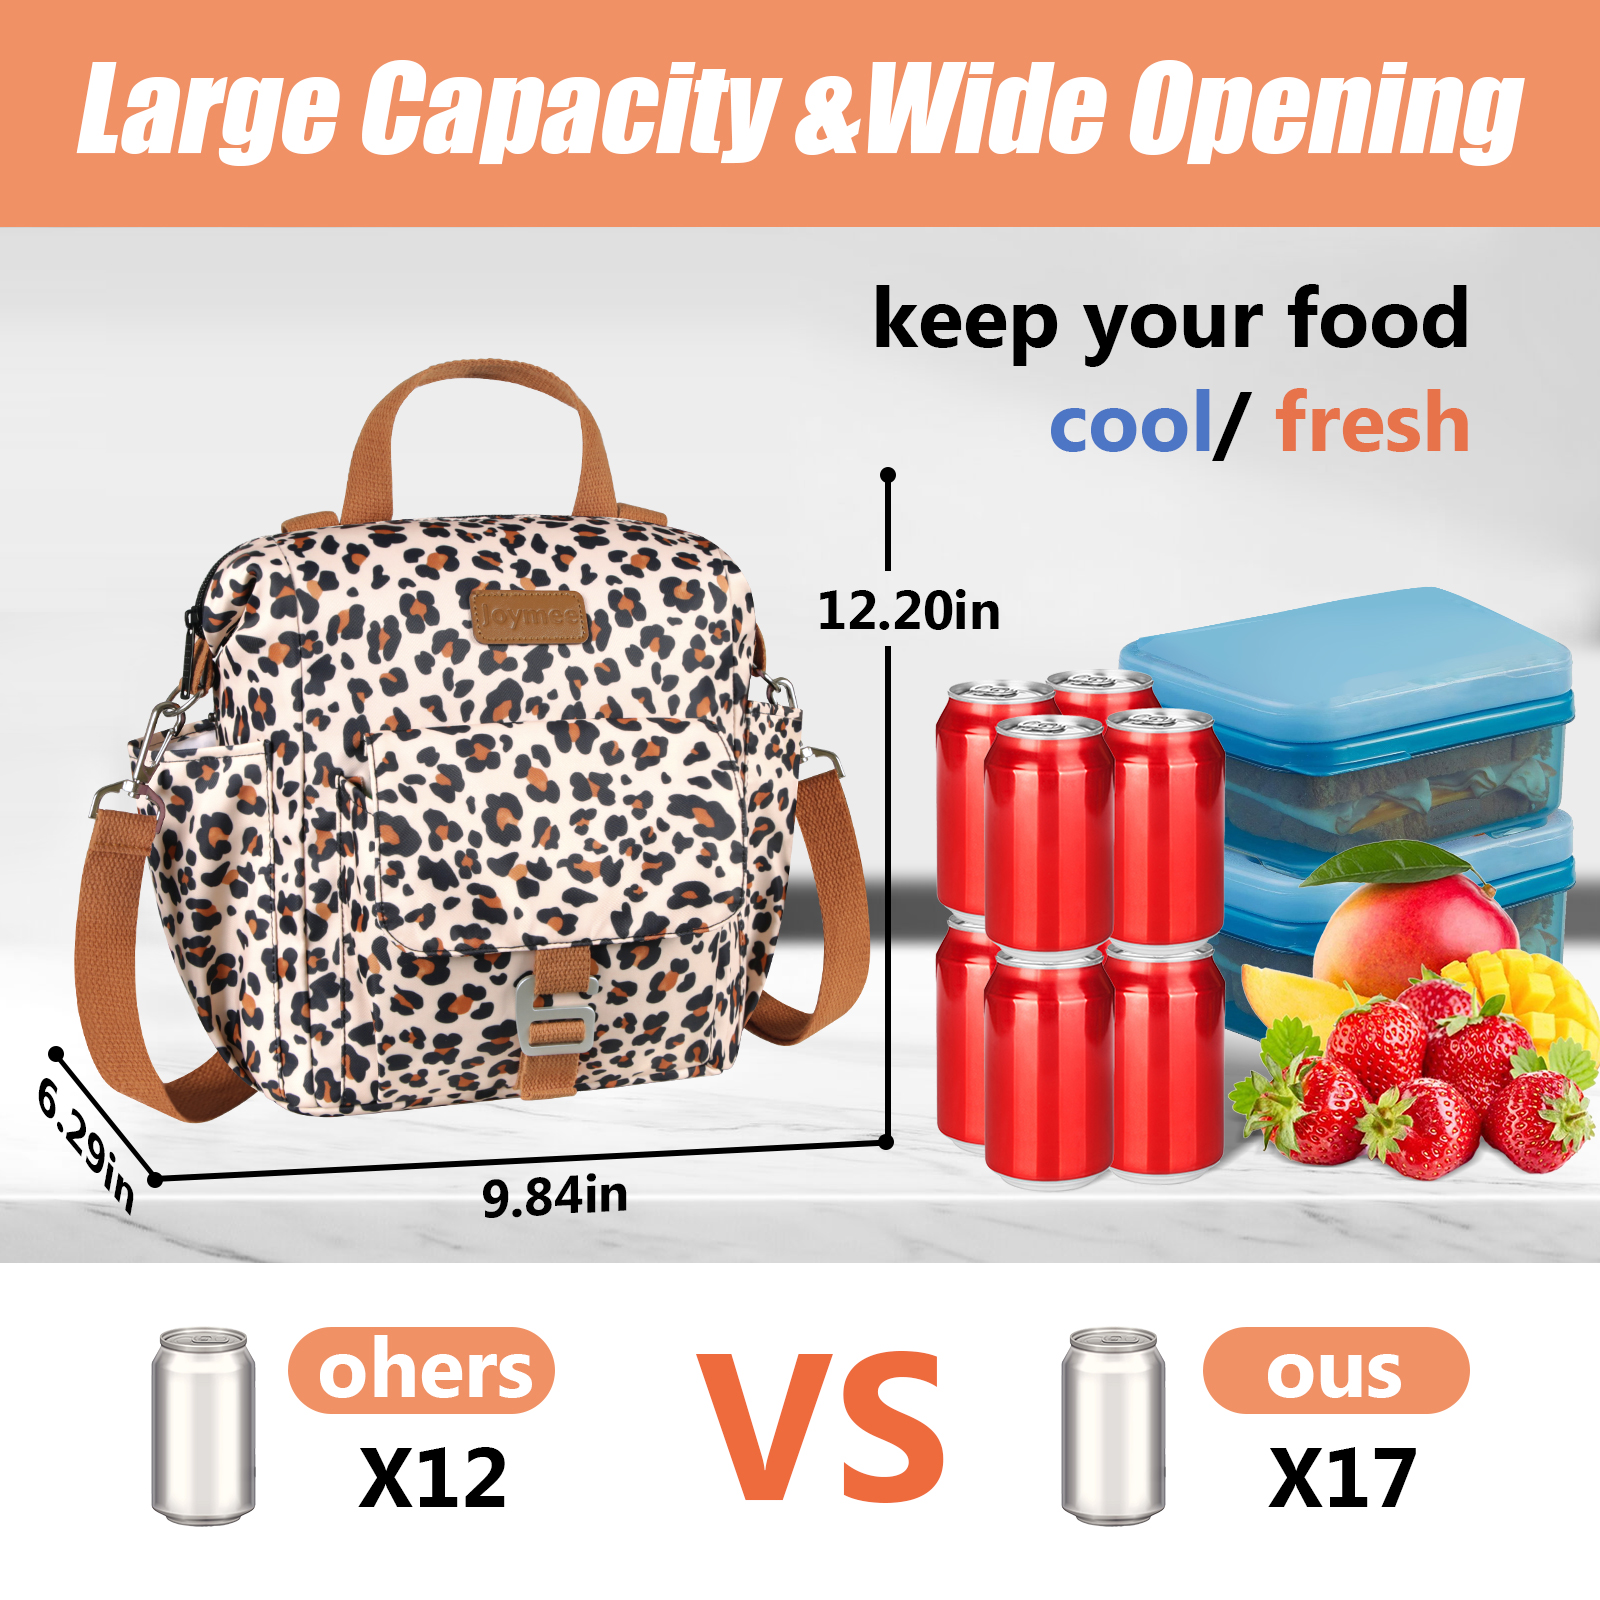 Large Capacity &Wide Opening
keep your food
cool/ fresh
Joymee
12.20in
6.29in
9.84in
ohers
X12
VS
ous
X17